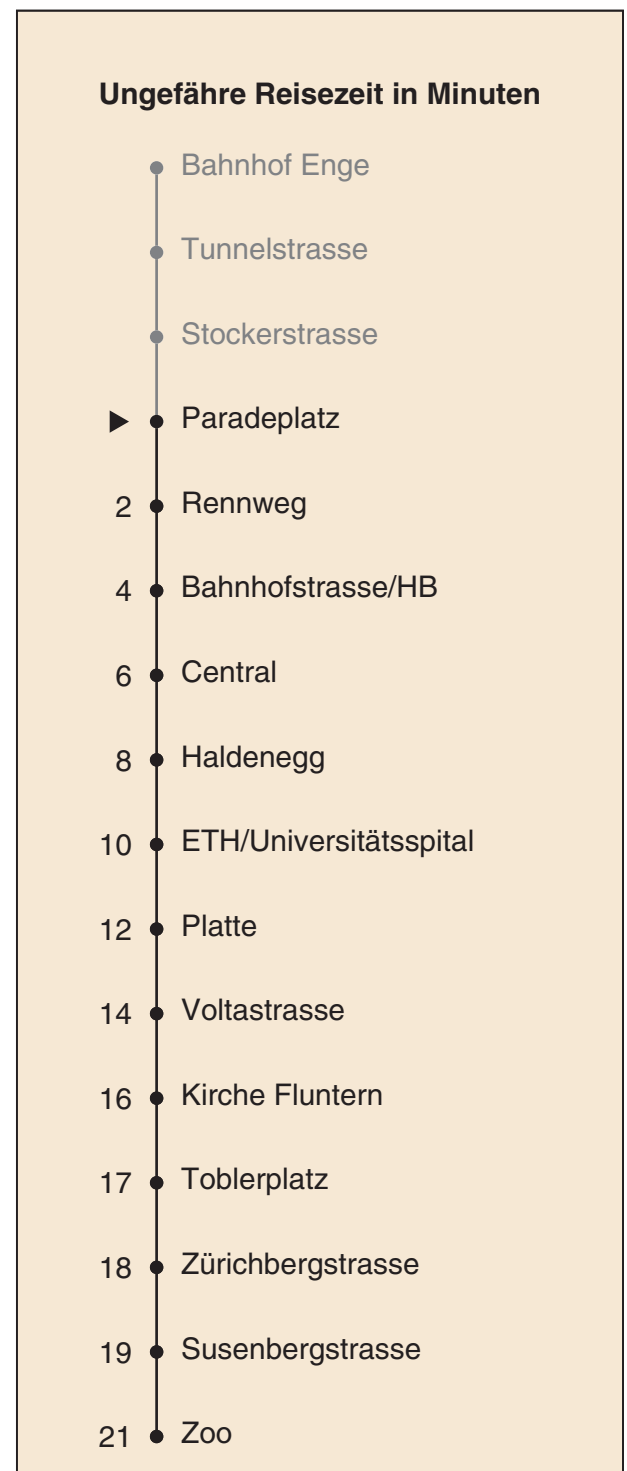 Ungefähre Reisezeit in Minuten
Bahnhof Enge
Tunnelstrasse
Stockerstrasse
Paradeplatz
2 Rennweg
4 Bahnhofstrasse/HB
6 Central
8 Haldenegg
10 ETH/Universitätsspital
12 Platte
14 Voltastrasse
16 Kirche Fluntern
17 Toblerplatz
18 Zürichbergstrasse
19 Susenbergstrasse
21 Zoo